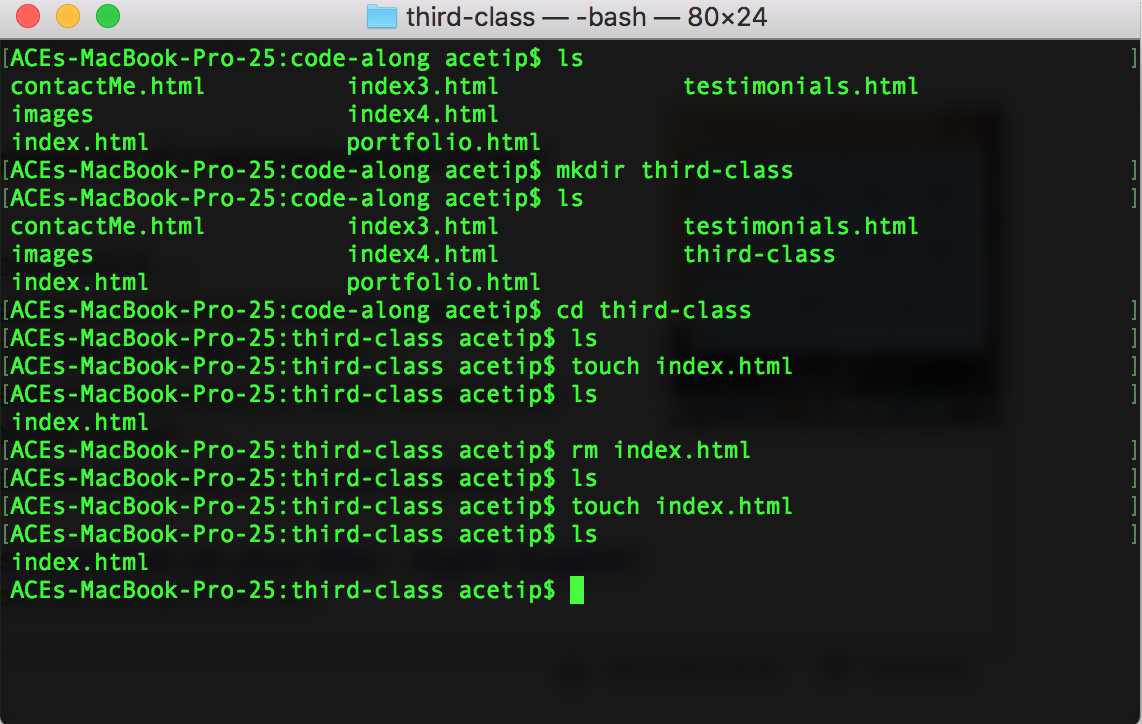 third-class — -bash — 80×24
[ACEs-MacBook-Pro-25:code-along acetip$ ls ]
contactMe.html index3.html testimonials.html
images index4.html
index.html portfolio.html
[ACEs-MacBook-Pro-25:code-along acetip$ mkdir third-class ]
[ACEs-MacBook-Pro-25:code-along acetip$ ls ]
contactMe.html index3.html testimonials.html
images index4.html third-class
index.html portfolio.html
[ACEs-MacBook-Pro-25:code-along acetip$ cd third-class ]
[ACEs-MacBook-Pro-25:third-class acetip$ ls ]
[ACEs-MacBook-Pro-25:third-class acetip$ touch index.html ]
[ACEs-MacBook-Pro-25:third-class acetip$ ls ]
index.html
[ACEs-MacBook-Pro-25:third-class acetip$ rm index.html ]
[ACEs-MacBook-Pro-25:third-class acetip$ ls ]
[ACEs-MacBook-Pro-25:third-class acetip$ touch index.html ]
[ACEs-MacBook-Pro-25:third-class acetip$ ls ]
index.html
ACEs-MacBook-Pro-25:third-class acetip$